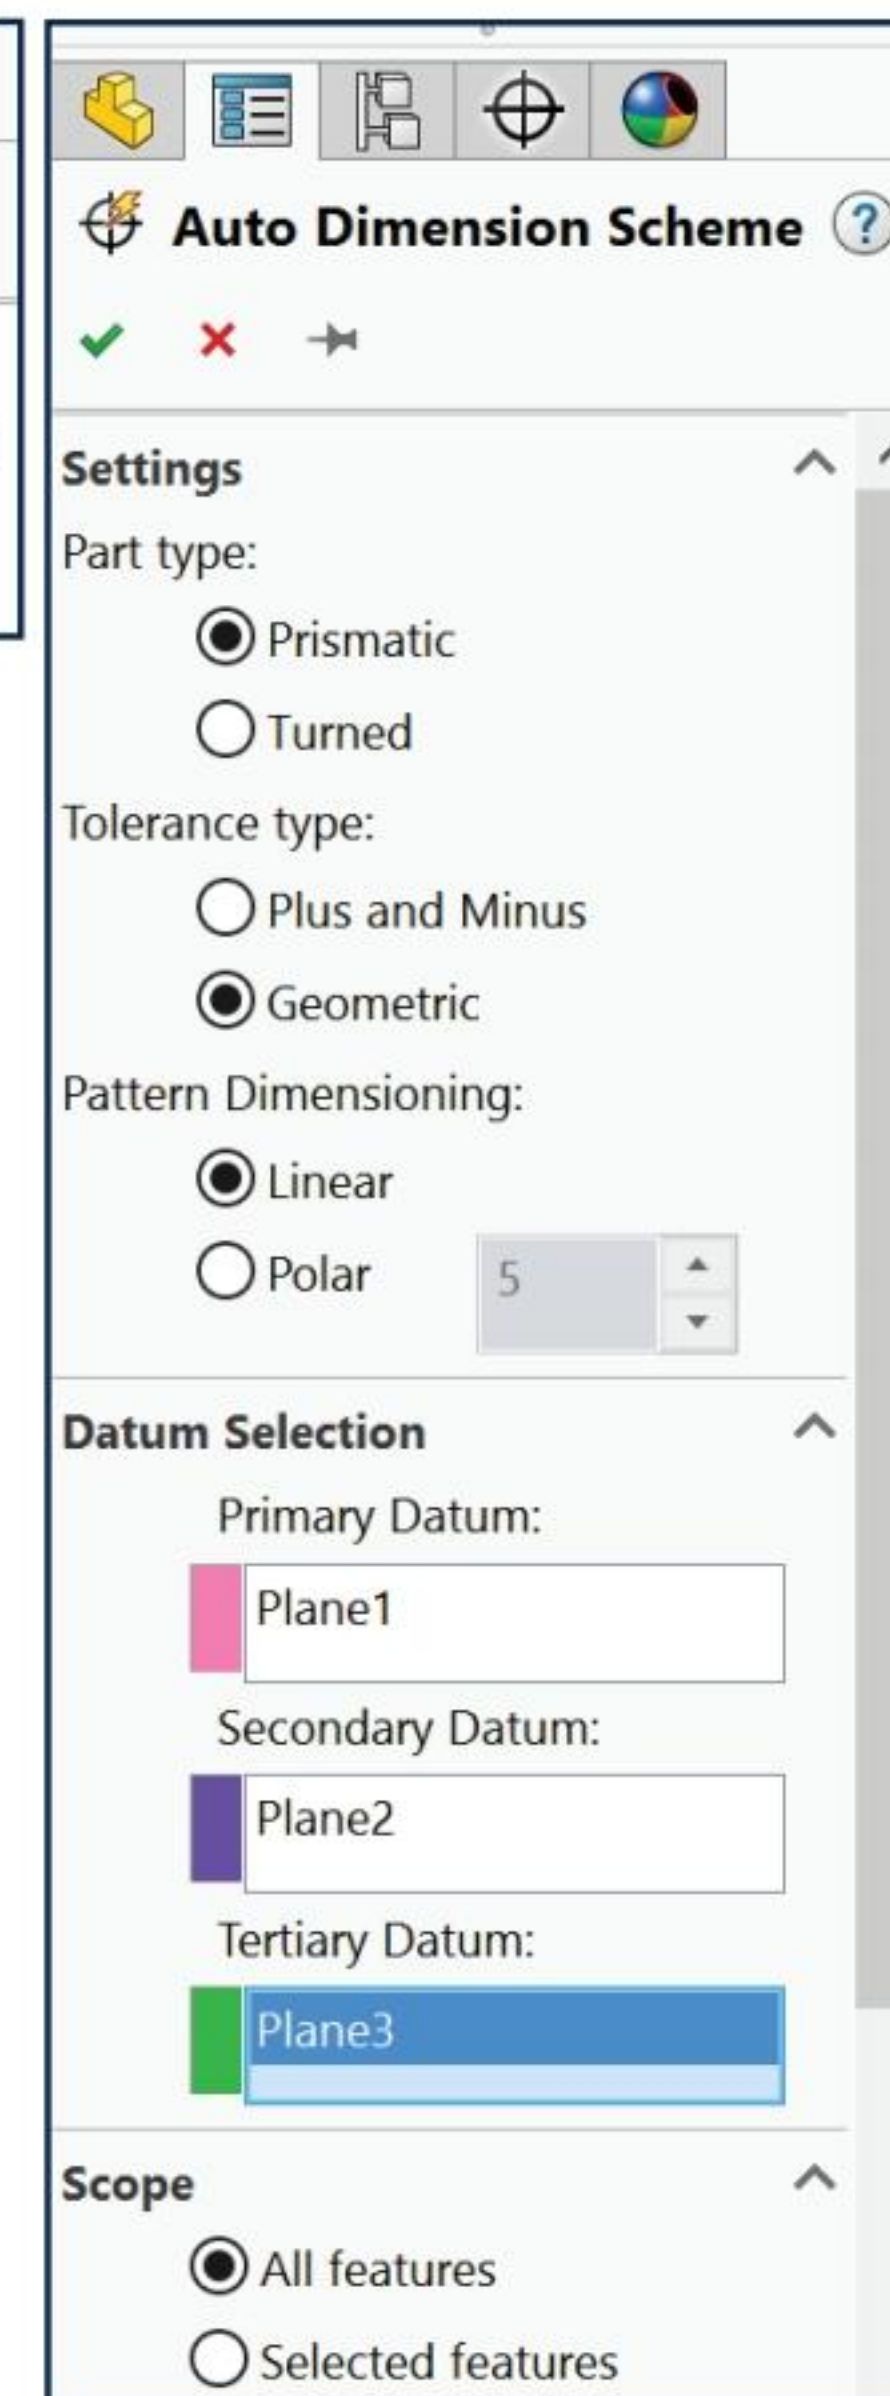 Auto Dimension Scheme ?
Settings
Part type:
Prismatic
Turned
Tolerance type:
Plus and Minus
Geometric
Pattern Dimensioning:
Linear
Polar 5
Datum Selection
Primary Datum:
Plane1
Secondary Datum:
Plane2
Tertiary Datum:
Plane3
Scope
All features
Selected features